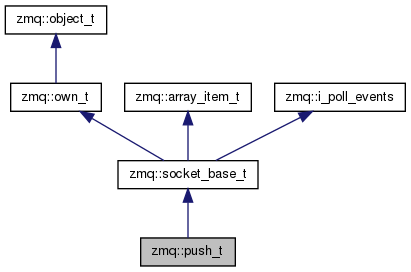 zmq::object_t
zmq::own_t
zmq::array_item_t
zmq::i_poll_events
zmq::socket_base_t
zmq::push_t